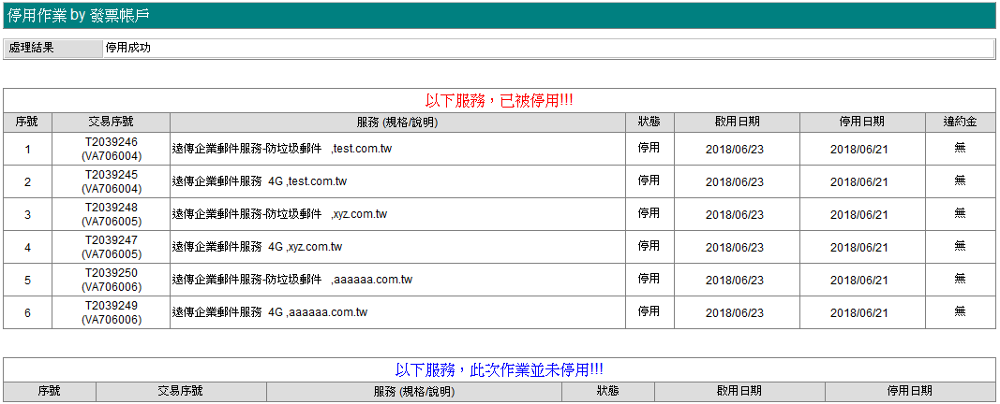 停用作業 by 發票帳戶
處理結果 停用成功
以下服務，已被停用!!!
序號 交易序號 服務 (規格/說明) 狀態 啟用日期 停用日期 違約金
1 T2039246 (VA706004) 遠傳企業郵件服務-防垃圾郵件 ,test.com.tw 停用 2018/06/23 2018/06/21 無
2 T2039245 (VA706004) 遠傳企業郵件服務 4G ,test.com.tw 停用 2018/06/23 2018/06/21 無
3 T2039248 (VA706005) 遠傳企業郵件服務-防垃圾郵件 ,xyz.com.tw 停用 2018/06/23 2018/06/21 無
4 T2039247 (VA706005) 遠傳企業郵件服務 4G ,xyz.com.tw 停用 2018/06/23 2018/06/21 無
5 T2039250 (VA706006) 遠傳企業郵件服務-防垃圾郵件 ,aaaaaa.com.tw 停用 2018/06/23 2018/06/21 無
6 T2039249 (VA706006) 遠傳企業郵件服務 4G ,aaaaaa.com.tw 停用 2018/06/23 2018/06/21 無
以下服務，此次作業並未停用!!!
序號 交易序號 服務 (規格/說明) 狀態 啟用日期 停用日期